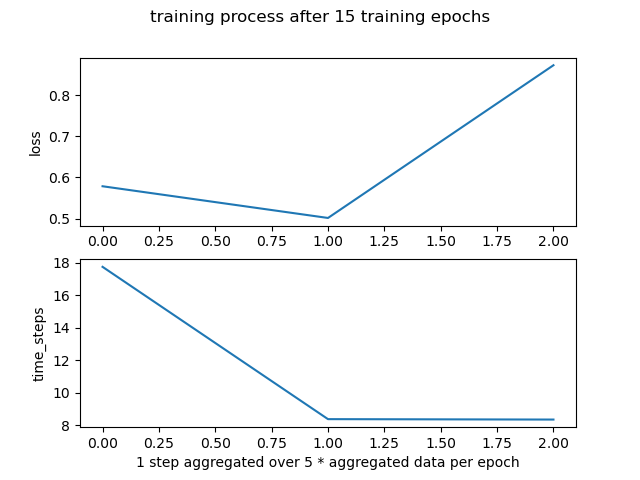 training process after 15 training epochs
loss
0.8
0.7
0.6
0.5
0.00 0.25 0.50 0.75 1.00 1.25 1.50 1.75 2.00
time_steps
18
16
14
12
10
8
0.00 0.25 0.50 0.75 1.00 1.25 1.50 1.75 2.00
1 step aggregated over 5 * aggregated data per epoch